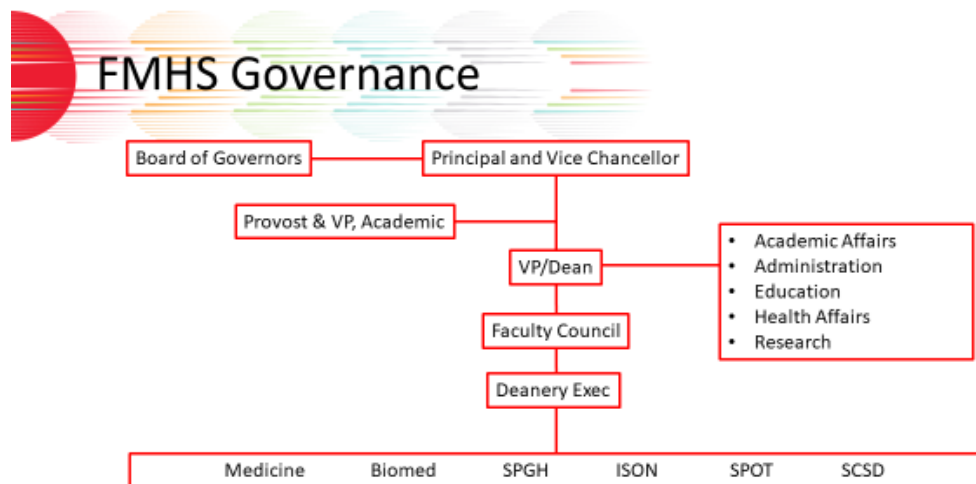 FMHS Governance
Board of Governors
Principal and Vice Chancellor
Provost & VP, Academic
VP/Dean
• Academic Affairs
• Administration
• Education
• Health Affairs
• Research
Faculty Council
Deanery Exec
Medicine Biomed SPGH ISON SPOT SCSD